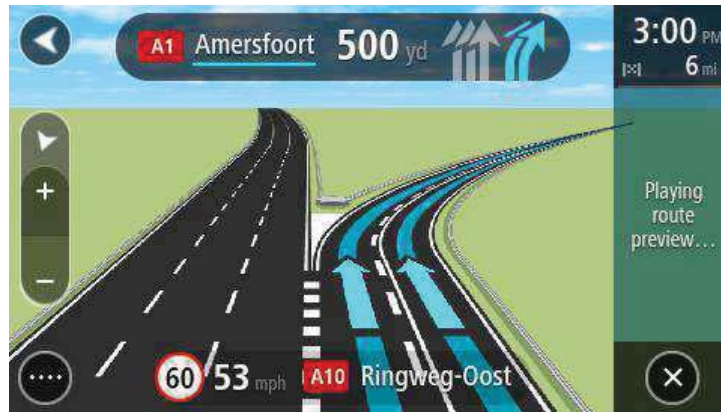 A1 Amersfoort 500 yd
3:00 PM
6 mi
+
Playing
route
preview...
−
60 53 mph A10 Ringweg-Oost